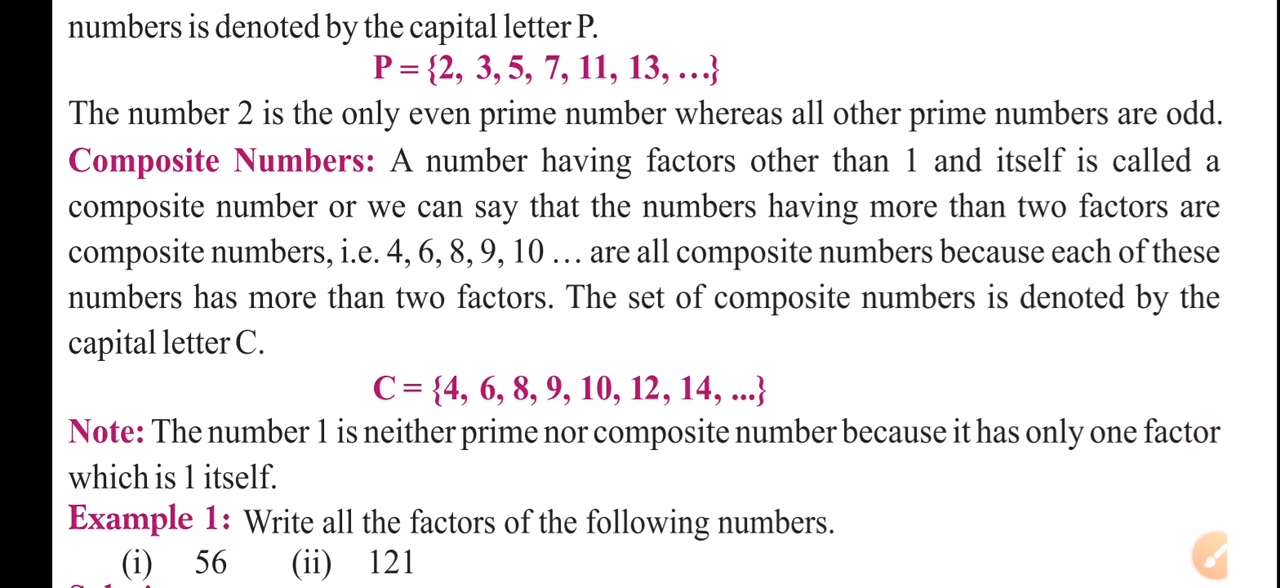 numbers is denoted by the capital letter P.
P = {2, 3, 5, 7, 11, 13, …}
The number 2 is the only even prime number whereas all other prime numbers are odd.
Composite Numbers: A number having factors other than 1 and itself is called a
composite number or we can say that the numbers having more than two factors are
composite numbers, i.e. 4, 6, 8, 9, 10 … are all composite numbers because each of these
numbers has more than two factors. The set of composite numbers is denoted by the
capital letter C.
C = {4, 6, 8, 9, 10, 12, 14, ...}
Note: The number 1 is neither prime nor composite number because it has only one factor
which is 1 itself.
Example 1: Write all the factors of the following numbers.
(i) 56 (ii) 121